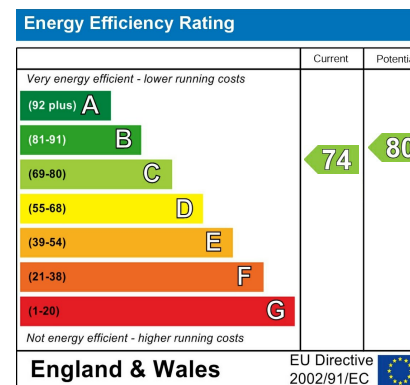 Energy Efficiency Rating
Current
Potentia
Very energy efficient - lower running costs
(92 plus) A
(81-91) B
(69-80) C
(55-68) D
(39-54) E
(21-38) F
(1-20) G
74
80
Not energy efficient - higher running costs
England & Wales
EU Directive
2002/91/EC